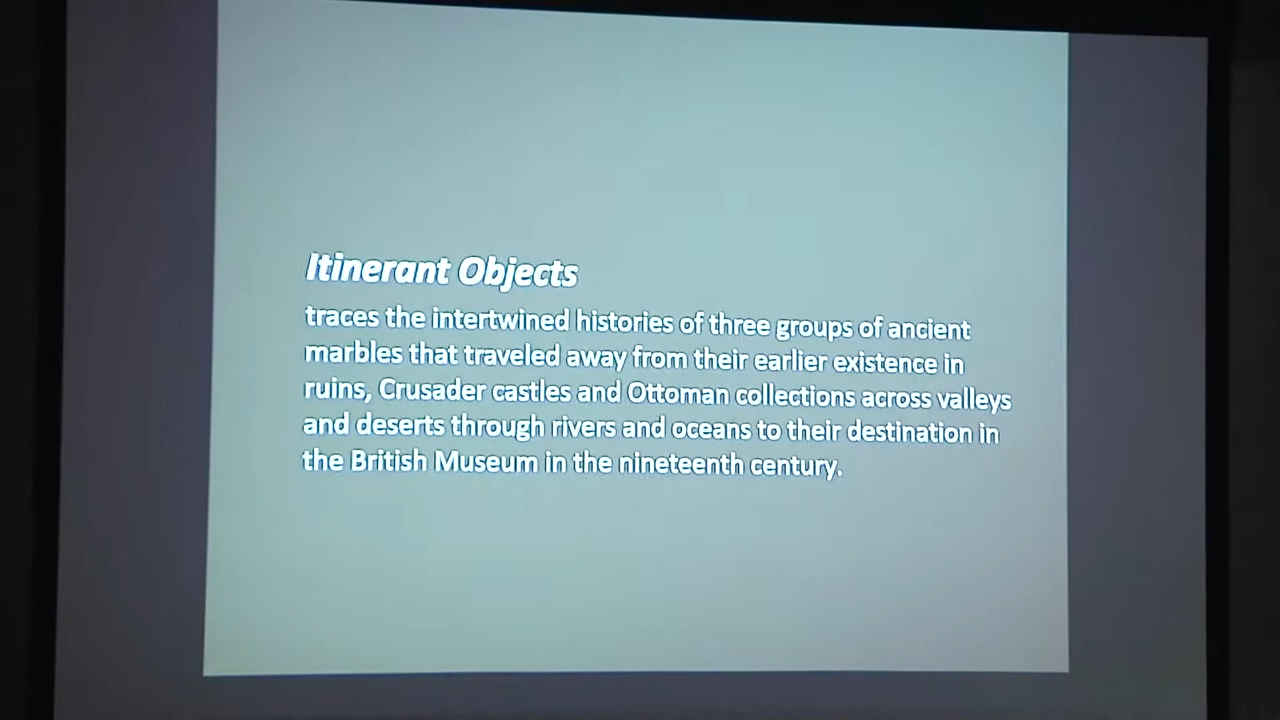 Itinerant Objects
traces the intertwined histories of three groups of ancient
marbles that traveled away from their earlier existence in
ruins, Crusader castles and Ottoman collections across valleys
and deserts through rivers and oceans to their destination in
the British Museum in the nineteenth century.